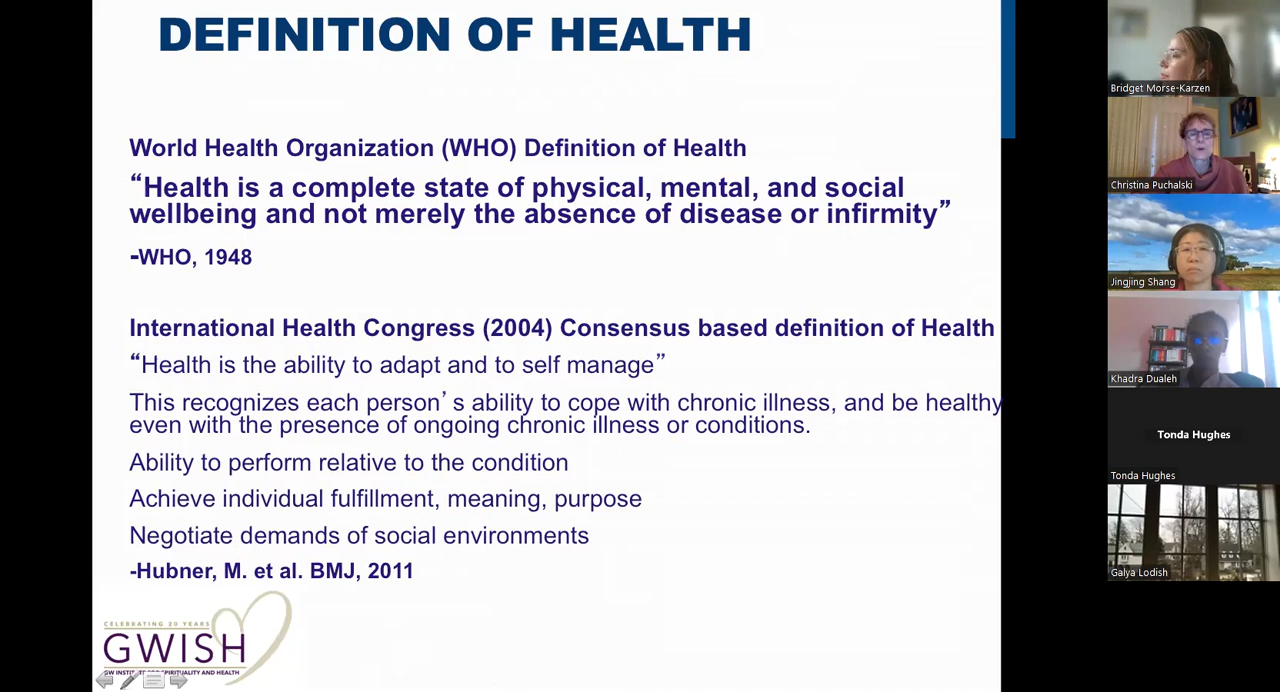 DEFINITION OF HEALTH
World Health Organization (WHO) Definition of Health
“Health is a complete state of physical, mental, and social
wellbeing and not merely the absence of disease or infirmity”
-WHO, 1948
International Health Congress (2004) Consensus based definition of Health
“Health is the ability to adapt and to self manage”
This recognizes each person’s ability to cope with chronic illness, and be healthy
even with the presence of ongoing chronic illness or conditions.
Ability to perform relative to the condition
Achieve individual fulfillment, meaning, purpose
Negotiate demands of social environments
-Hubner, M. et al. BMJ, 2011
CELEBRATING 20 YEARS
GWISH
GW INSTITUTE FOR SPIRITUALITY AND HEALTH
Bridget Morse-Karzen
Christina Puchalski
Jingjing Shang
Khadra Dualeh
Tonda Hughes
Tonda Hughes
Galya Lodish